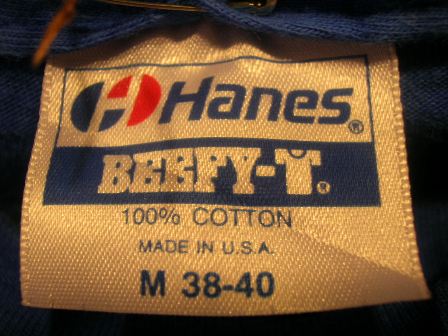 Hanes®
BEEFY-T®
100% COTTON
MADE IN U.S.A.
M 38-40